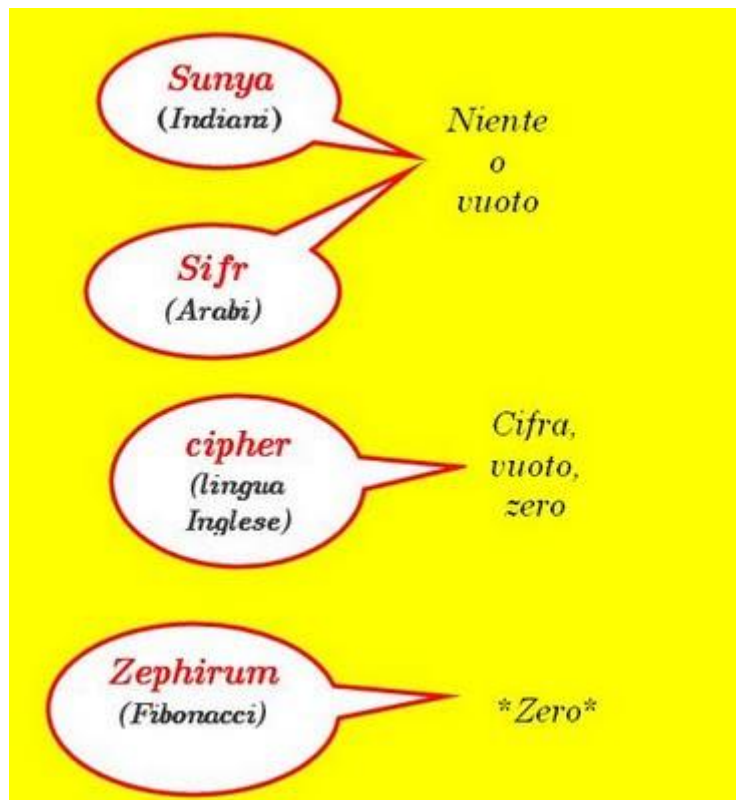 Sunya
(Indiani)
Niente
o
vuoto
Sifr
(Arabi)
cipher
(lingua
Inglese)
Cifra,
vuoto,
zero
Zephirum
(Fibonacci)
*Zero*